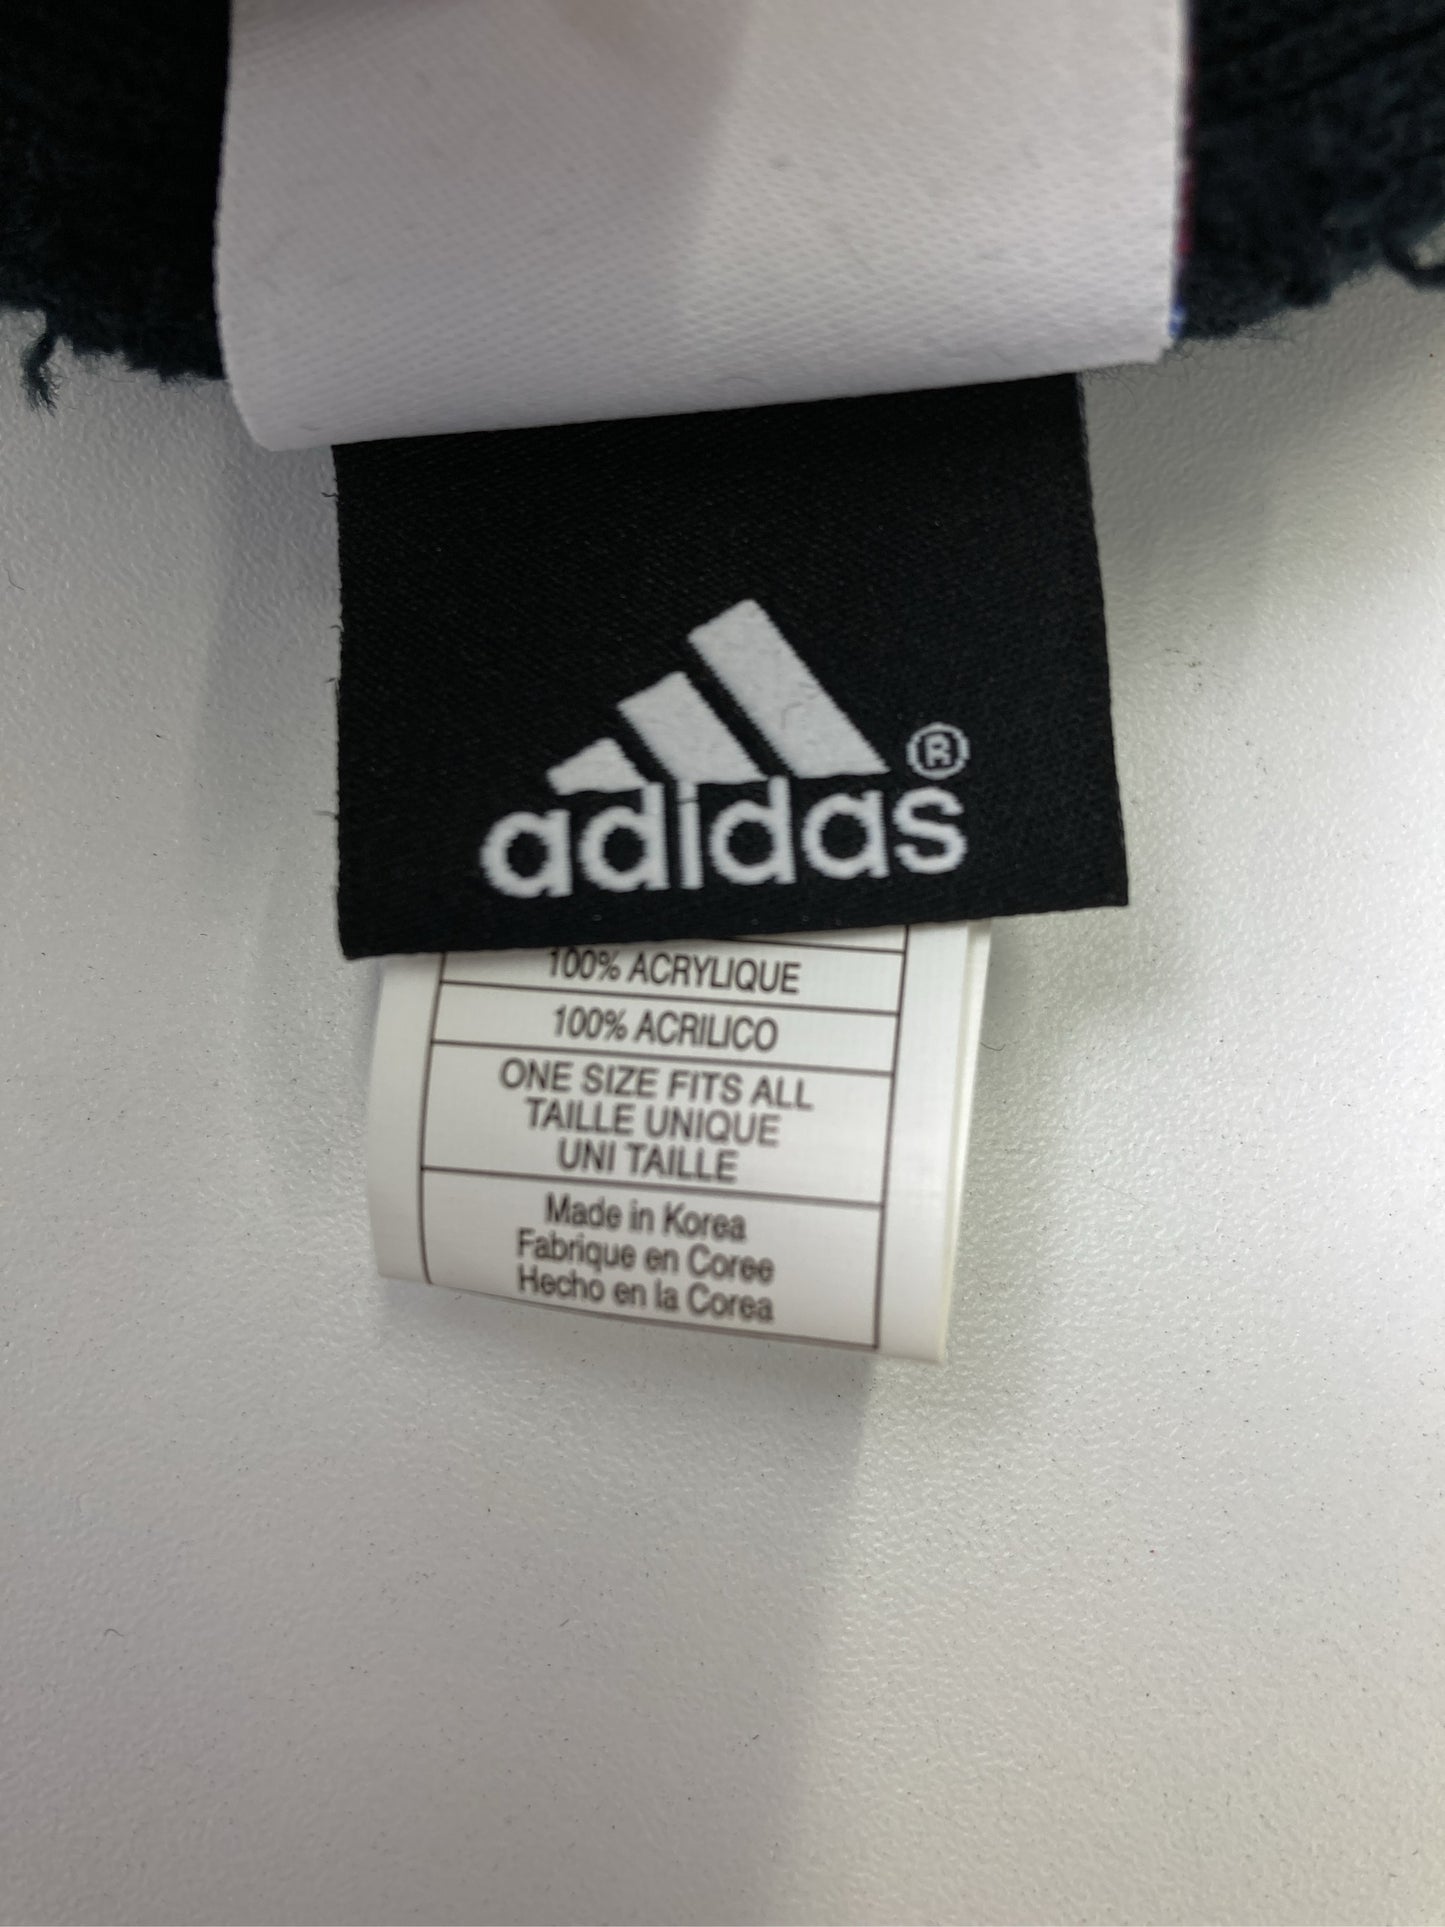 ®
adidas
100% ACRYLIQUE
100% ACRILICO
ONE SIZE FITS ALL
TAILLE UNIQUE
UNI TAILLE
Made in Korea
Fabrique en Coree
Hecho en la Corea